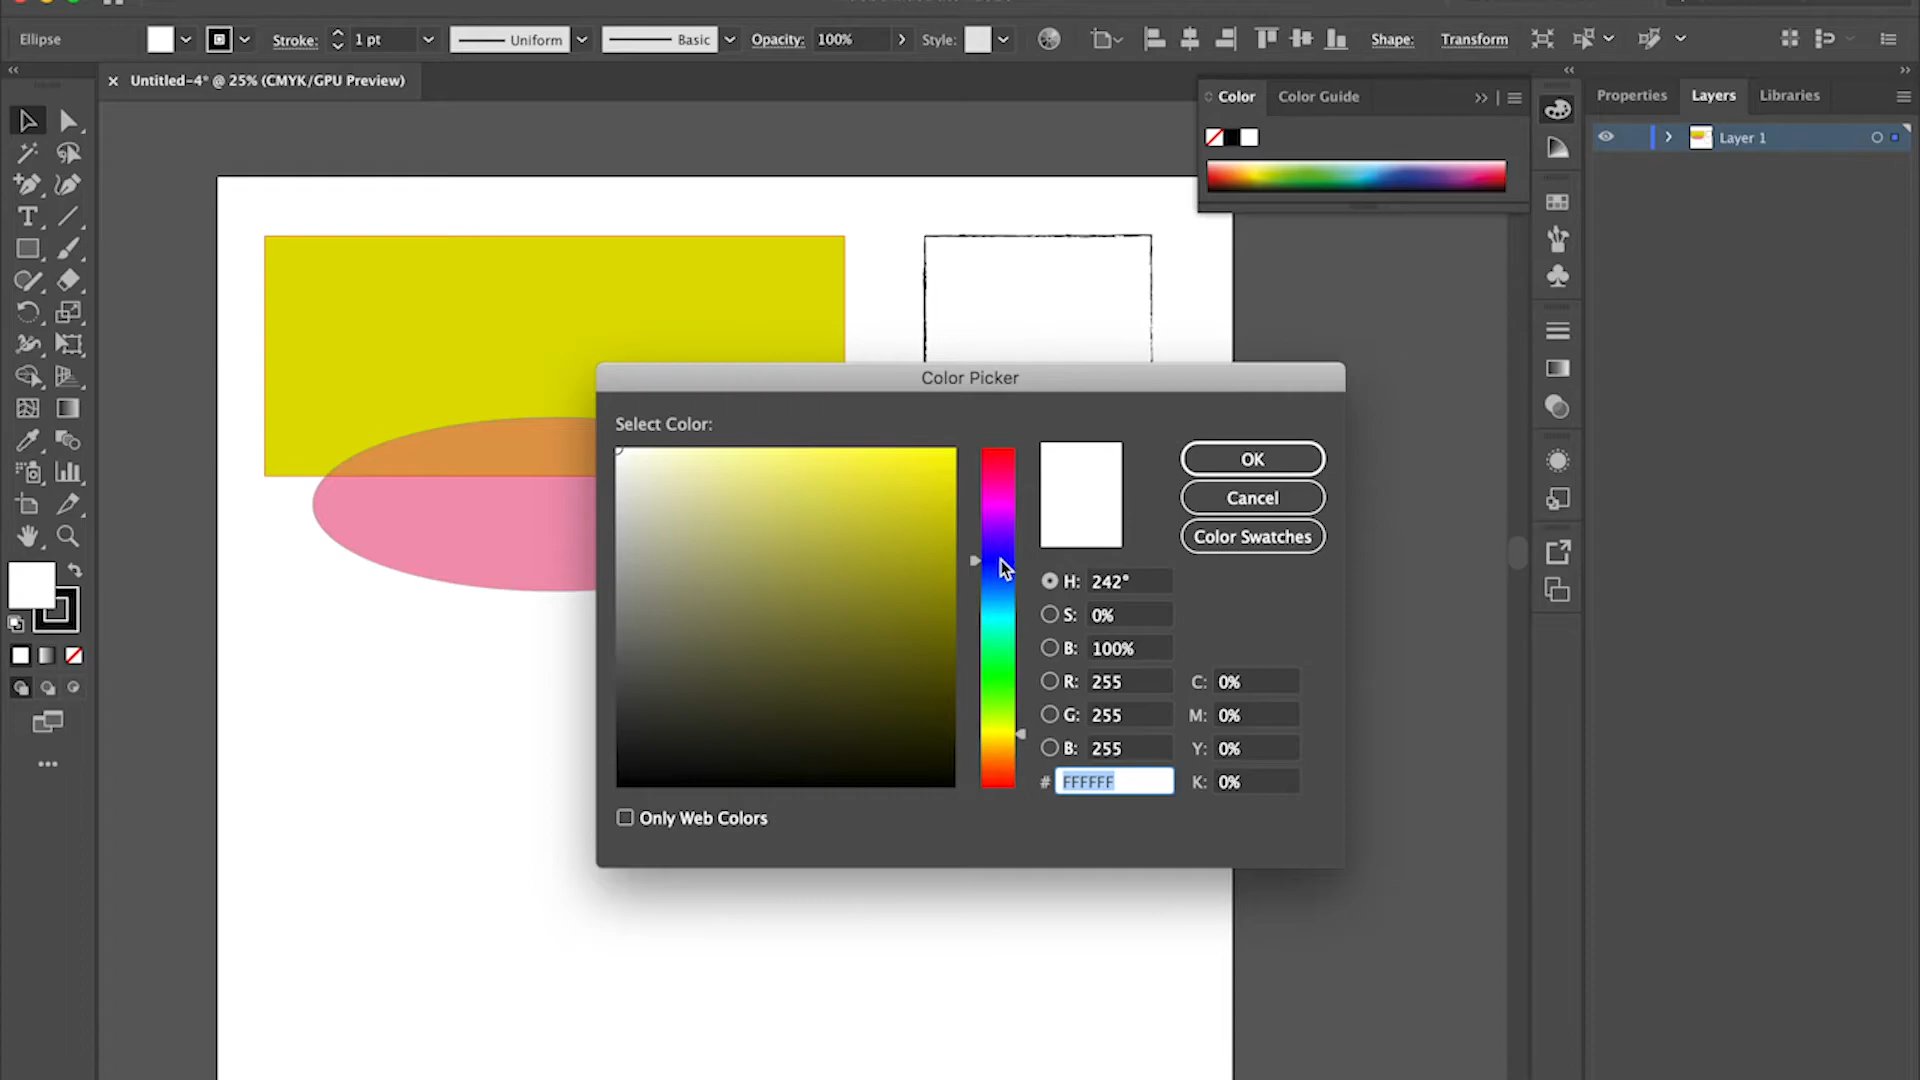 Ellipse Stroke: 1 pt Uniform Basic Opacity: 100% Style: Shape: Transform
× Untitled-4* @ 25% (CMYK/GPU Preview)
Color Color Guide
Properties Layers Libraries
Layer 1
Color Picker
Select Color:
OK
Cancel
Color Swatches
H: 242°
S: 0%
B: 100%
R: 255 C: 0%
G: 255 M: 0%
B: 255 Y: 0%
# FFFFFF K: 0%
Only Web Colors